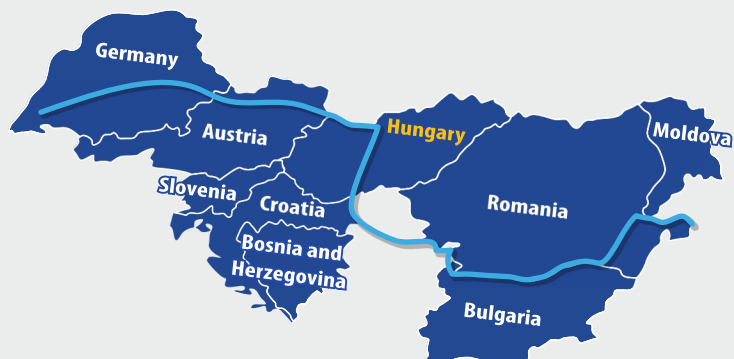 Germany
Hungary
Moldova
Austria
Slovenia
Croatia
Romania
Bosnia and
Herzegovina
Bulgaria